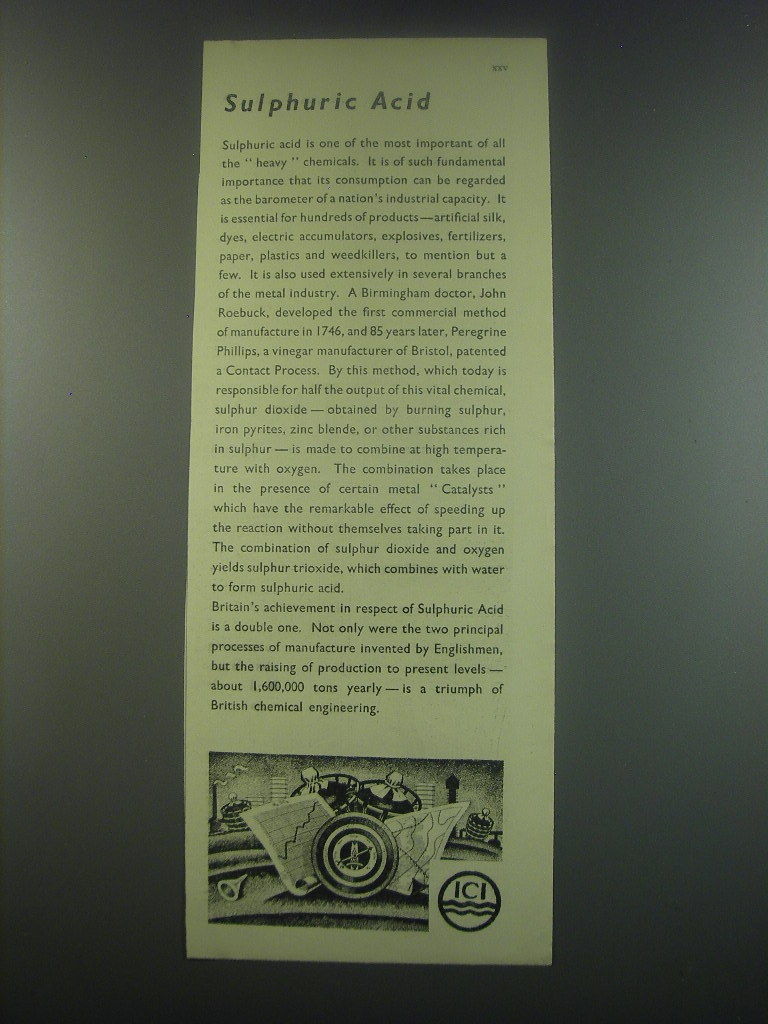 xxv
Sulphuric Acid
Sulphuric acid is one of the most important of all
the “ heavy ” chemicals. It is of such fundamental
importance that its consumption can be regarded
as the barometer of a nation's industrial capacity. It
is essential for hundreds of products—artificial silk,
dyes, electric accumulators, explosives, fertilizers,
paper, plastics and weedkillers, to mention but a
few. It is also used extensively in several branches
of the metal industry. A Birmingham doctor, John
Roebuck, developed the first commercial method
of manufacture in 1746, and 85 years later, Peregrine
Phillips, a vinegar manufacturer of Bristol, patented
a Contact Process. By this method, which today is
responsible for half the output of this vital chemical,
sulphur dioxide — obtained by burning sulphur,
iron pyrites, zinc blende, or other substances rich
in sulphur — is made to combine at high tempera-
ture with oxygen. The combination takes place
in the presence of certain metal “ Catalysts ”
which have the remarkable effect of speeding up
the reaction without themselves taking part in it.
The combination of sulphur dioxide and oxygen
yields sulphur trioxide, which combines with water
to form sulphuric acid.
Britain's achievement in respect of Sulphuric Acid
is a double one. Not only were the two principal
processes of manufacture invented by Englishmen,
but the raising of production to present levels —
about 1,600,000 tons yearly — is a triumph of
British chemical engineering.
ICI